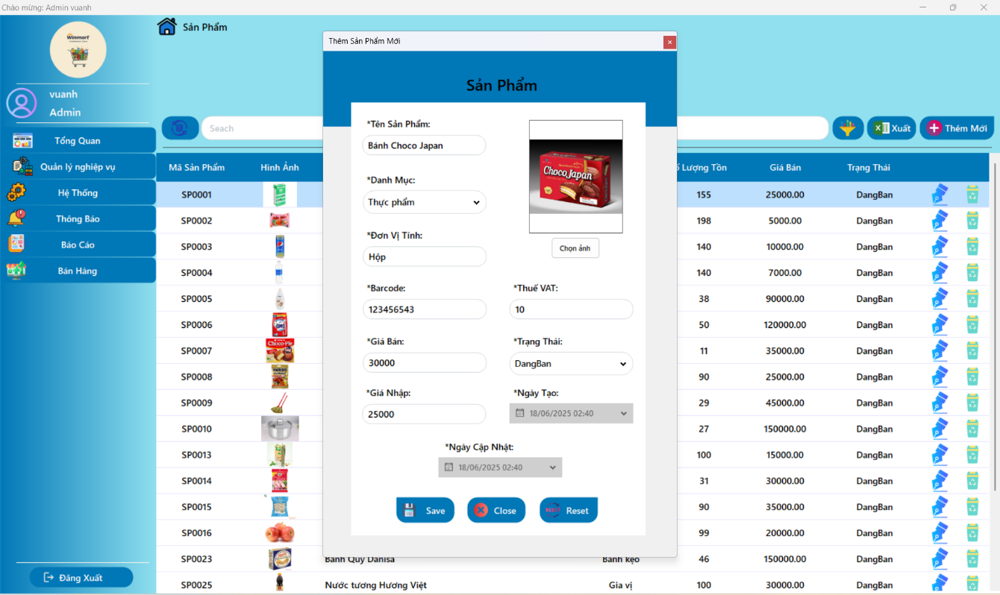 Chào mừng: Admin vuanh
Winmart
vuanh
Admin
Tổng Quan
Quản lý nghiệp vụ
Hệ Thống
Thông Báo
Báo Cáo
Bán Hàng
Đăng Xuất
Sản Phẩm
Seach
Xuất
Thêm Mới
Mã Sản Phẩm Hình Ảnh Lượng Tồn Giá Bán Trạng Thái
SP0001 155 25000.00 DangBan
SP0002 198 5000.00 DangBan
SP0003 140 10000.00 DangBan
SP0004 140 7000.00 DangBan
SP0005 38 90000.00 DangBan
SP0006 50 120000.00 DangBan
SP0007 11 35000.00 DangBan
SP0008 90 25000.00 DangBan
SP0009 29 45000.00 DangBan
SP0010 27 150000.00 DangBan
SP0013 100 15000.00 DangBan
SP0014 31 30000.00 DangBan
SP0015 90 35000.00 DangBan
SP0016 99 20000.00 DangBan
SP0023 Bánh Quy Danisa Bánh kẹo 46 150000.00 DangBan
SP0025 Nước tương Hương Việt Gia vị 100 30000.00 DangBan
Thêm Sản Phẩm Mới
Sản Phẩm
*Tên Sản Phẩm:
Bánh Choco Japan
Choco Japan
*Danh Mục:
Thực phẩm
*Đơn Vị Tính:
Hộp
Chọn ảnh
*Barcode: *Thuế VAT:
123456543 10
*Giá Bán: *Trạng Thái:
30000 DangBan
*Giá Nhập: *Ngày Tạo:
25000 18/06/2025 02:40
*Ngày Cập Nhật:
18/06/2025 02:40
Save Close Reset